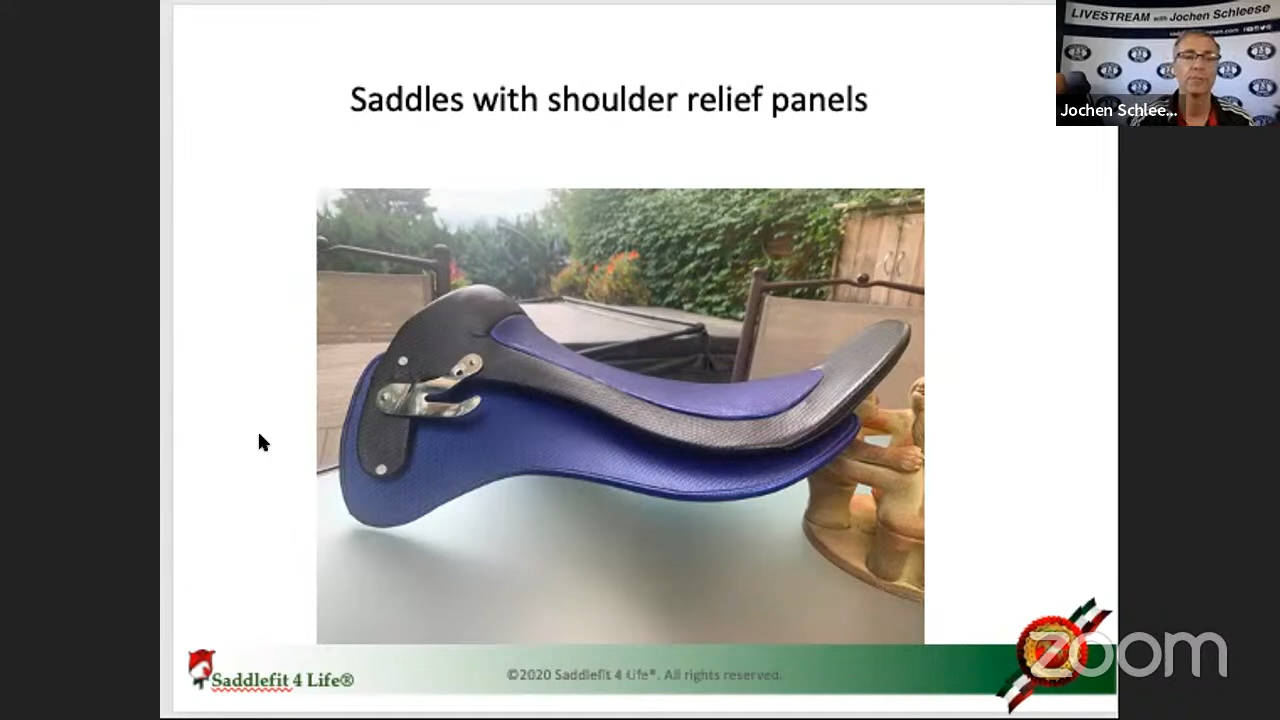 LIVESTREAM with Jochen Schleese
Jochen Schlee...
Saddles with shoulder relief panels
Saddlefit 4 Life®
©2020 Saddlefit 4 Life®. All rights reserved.
zoom